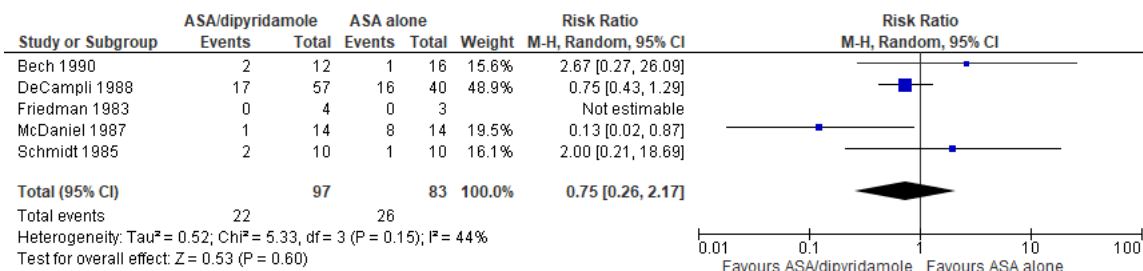 ASA/dipyridamole ASA alone Risk Ratio Risk Ratio
Study or Subgroup Events Total Events Total Weight M-H, Random, 95% CI M-H, Random, 95% CI
Bech 1990 2 12 1 16 15.6% 2.67 [0.27, 26.09]
DeCampli 1988 17 57 16 40 48.9% 0.75 [0.43, 1.29]
Friedman 1983 0 4 0 3 Not estimable
McDaniel 1987 1 14 8 14 19.5% 0.13 [0.02, 0.87]
Schmidt 1985 2 10 1 10 16.1% 2.00 [0.21, 18.69]
Total (95% CI) 97 83 100.0% 0.75 [0.26, 2.17]
Total events 22 26
Heterogeneity: Tau² = 0.52; Chi² = 5.33, df = 3 (P = 0.15); I² = 44%
Test for overall effect: Z = 0.53 (P = 0.60)
0.01 0.1 1 10 100
Favours ASA/dipyridamole Favours ASA alone